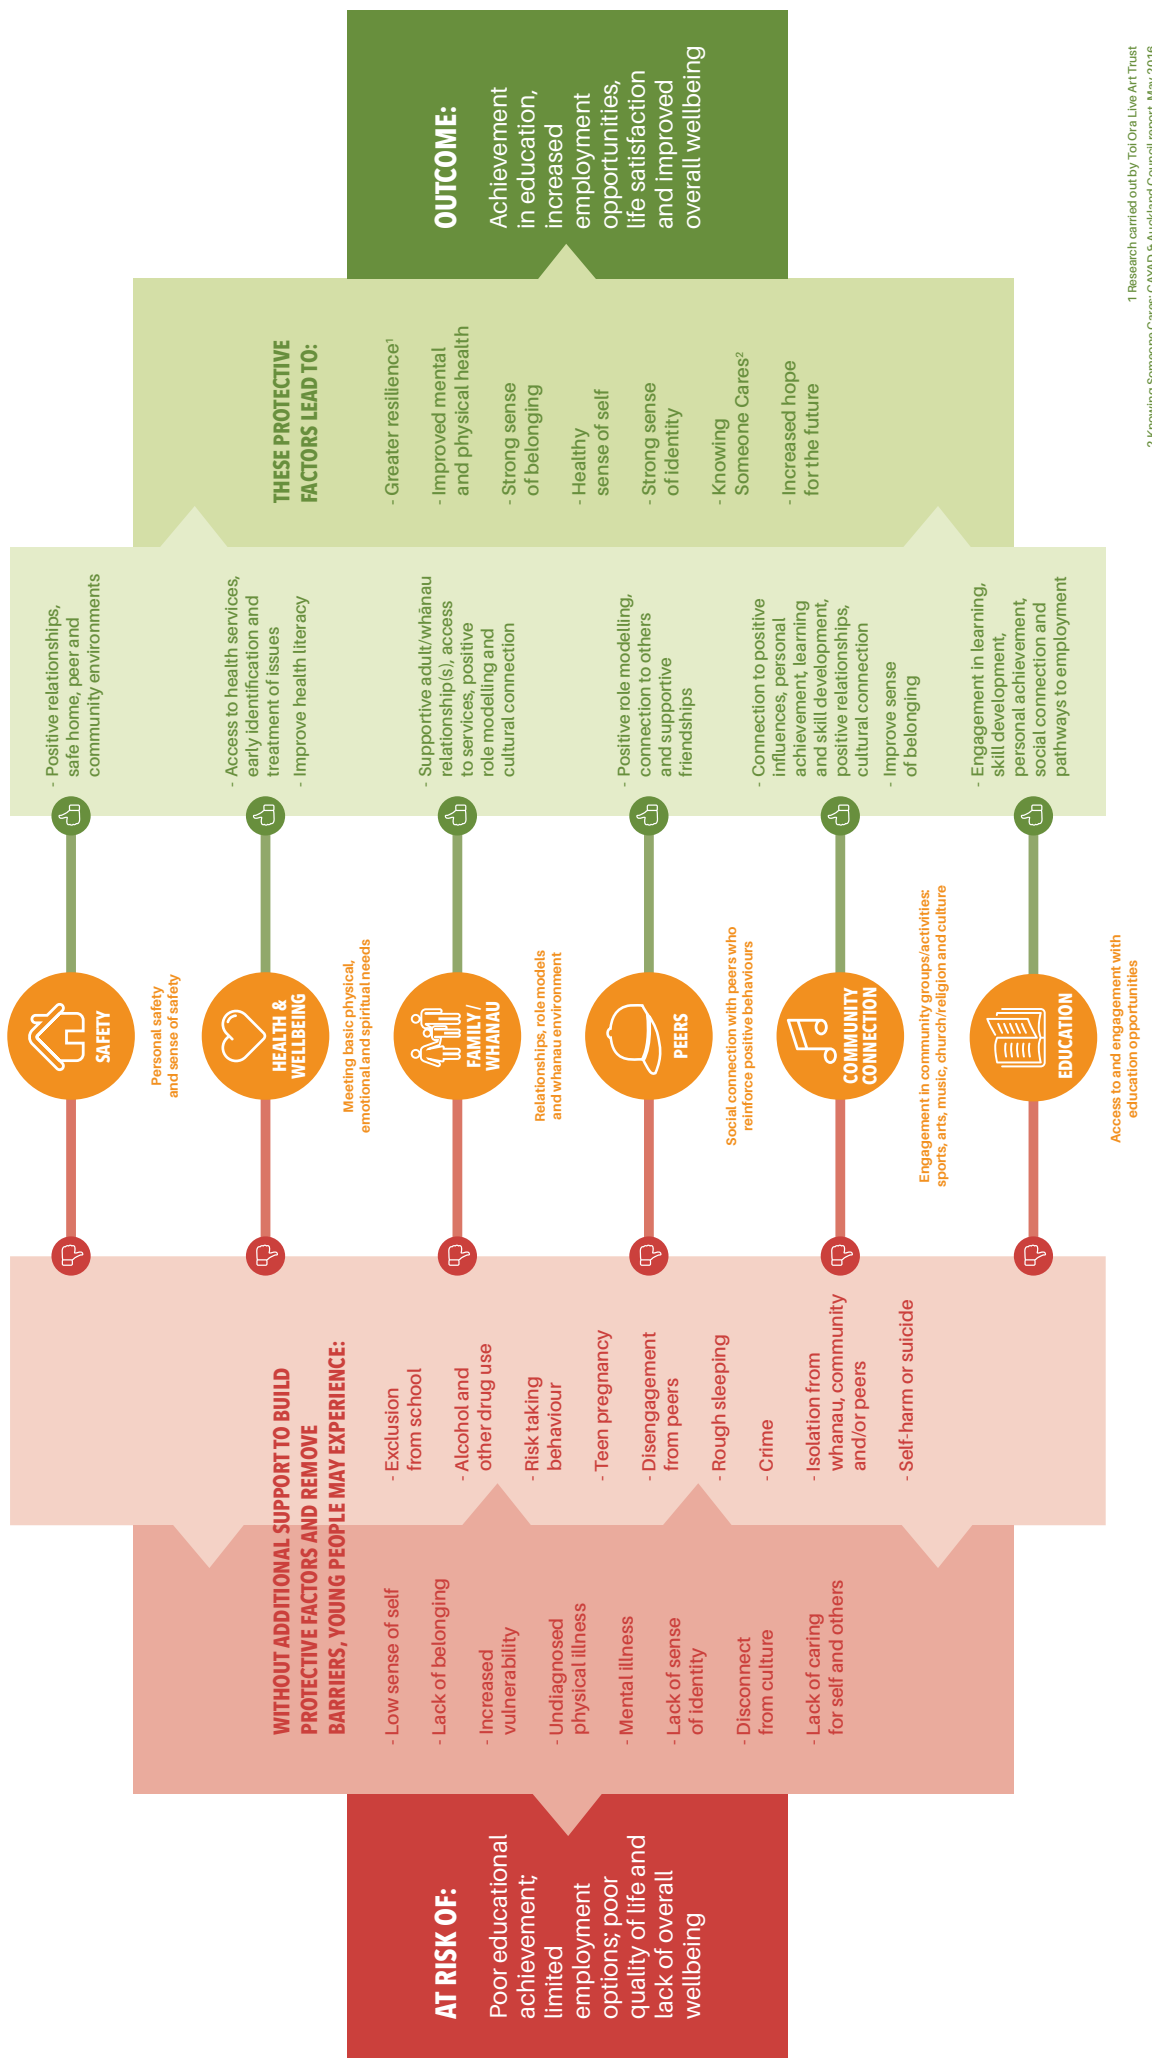 AT RISK OF:
Poor educational
achievement;
limited
employment
options; poor
quality of life and
lack of overall
wellbeing
WITHOUT ADDITIONAL SUPPORT TO BUILD
PROTECTIVE FACTORS AND REMOVE
BARRIERS, YOUNG PEOPLE MAY EXPERIENCE:
- Low sense of self
- Lack of belonging
- Increased
vulnerability
- Undiagnosed
physical illness
- Mental illness
- Lack of sense
of identity
- Disconnect
from culture
- Lack of caring
for self and others
- Exclusion
from school
- Alcohol and
other drug use
- Risk taking
behaviour
- Teen pregnancy
- Disengagement
from peers
- Rough sleeping
- Crime
- Isolation from
whanau, community
and/or peers
- Self-harm or suicide
SAFETY
Personal safety
and sense of safety
HEALTH &
WELLBEING
Meeting basic physical,
emotional and spiritual needs
FAMILY/
WHANAU
Relationships, role models
and whanau environment
PEERS
Social connection with peers who
reinforce positive behaviours
COMMUNITY
CONNECTION
Engagement in community groups/activities:
sports, arts, music, church/religion and culture
EDUCATION
Access to and engagement with
education opportunities
- Positive relationships,
safe home, peer and
community environments
- Access to health services,
early identification and
treatment of issues
- Improve health literacy
- Supportive adult/whānau
relationship(s), access
to services, positive
role modelling and
cultural connection
- Positive role modelling,
connection to others
and supportive
friendships
- Connection to positive
influences, personal
achievement, learning
and skill development,
positive relationships,
cultural connection
- Improve sense
of belonging
- Engagement in learning,
skill development,
personal achievement,
social connection and
pathways to employment
THESE PROTECTIVE
FACTORS LEAD TO:
- Greater resilience¹
- Improved mental
and physical health
- Strong sense
of belonging
- Healthy
sense of self
- Strong sense
of identity
- Knowing
Someone Cares²
- Increased hope
for the future
OUTCOME:
Achievement
in education,
increased
employment
opportunities,
life satisfaction
and improved
overall wellbeing
1 Research carried out by Toi Ora Live Art Trust
2 Knowing Someone Cares: CAYAD & Auckland Council report, May 2016